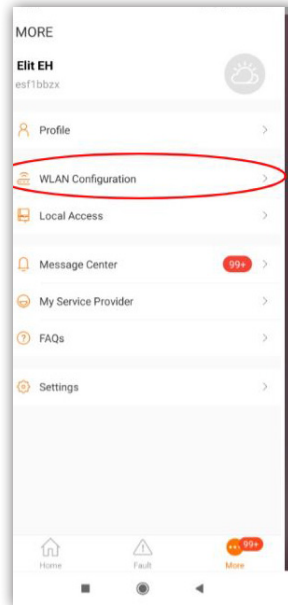 MORE
Elit EH
esf1bbzx
Profile
WLAN Configuration
Local Access
Message Center 99+
My Service Provider
FAQs
Settings
99+
Home Fault More